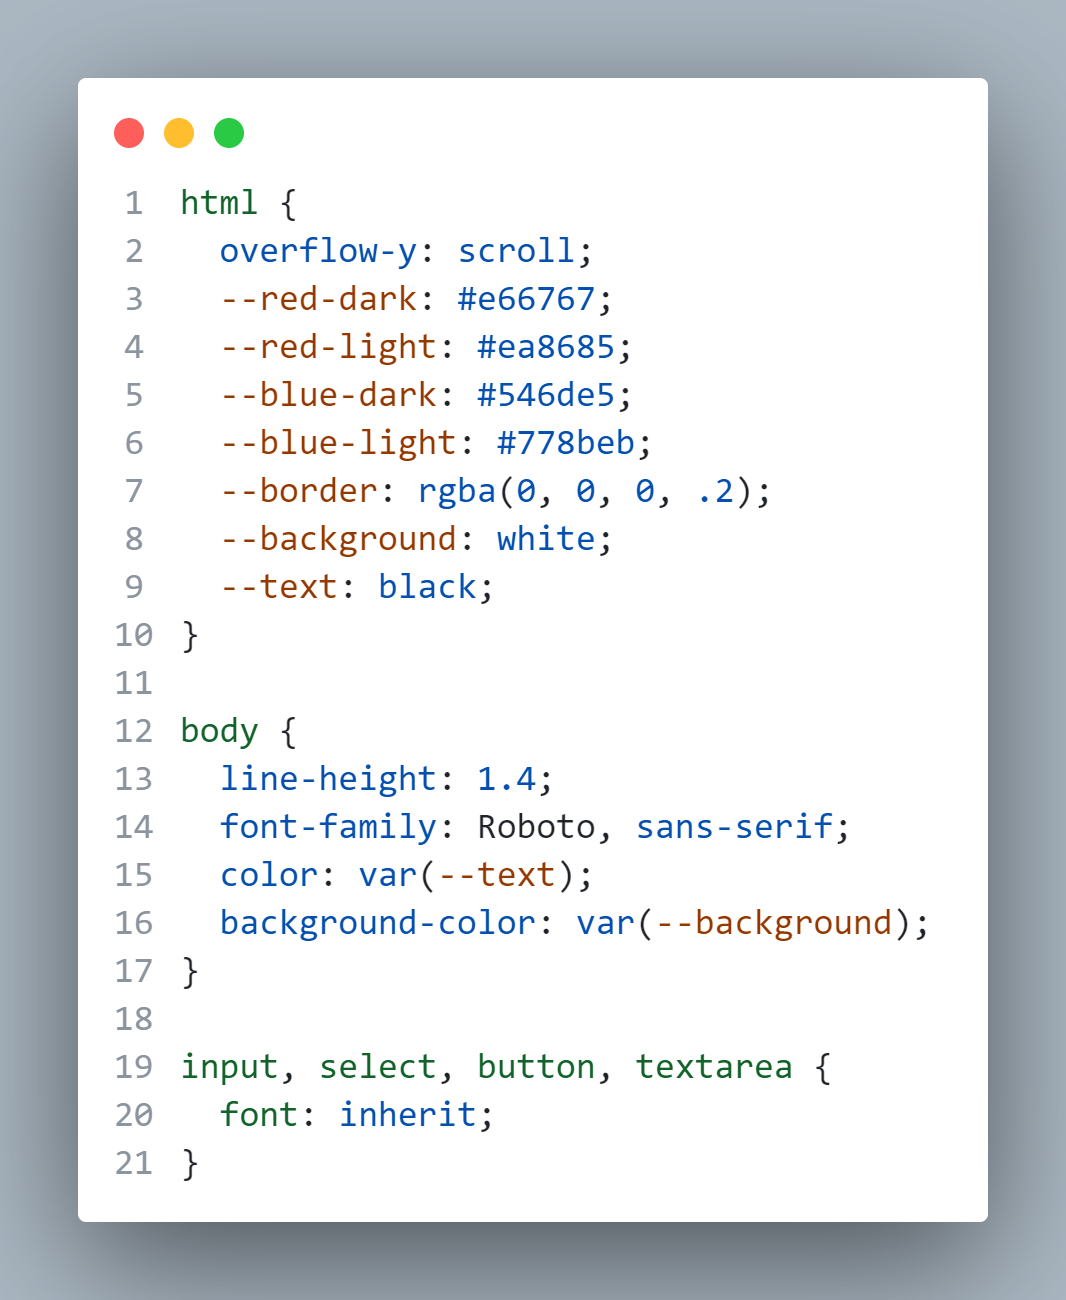 1 html {
2   overflow-y: scroll;
3   --red-dark: #e66767;
4   --red-light: #ea8685;
5   --blue-dark: #546de5;
6   --blue-light: #778beb;
7   --border: rgba(0, 0, 0, .2);
8   --background: white;
9   --text: black;
10 }
11
12 body {
13   line-height: 1.4;
14   font-family: Roboto, sans-serif;
15   color: var(--text);
16   background-color: var(--background);
17 }
18
19 input, select, button, textarea {
20   font: inherit;
21 }